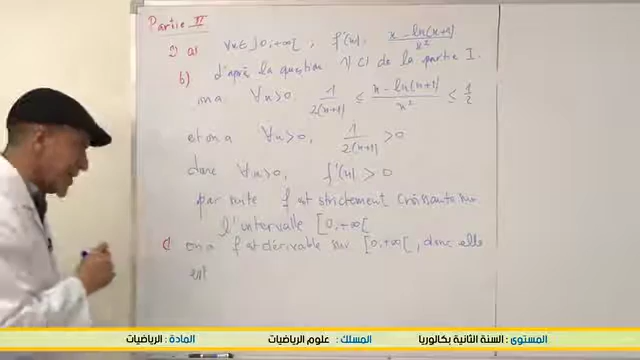 Partie II
2) a) ∀x∈]0,+∞[, f'(x) = (x - ln(x+1))/x²
b) d'après la question 1) c) de la partie I.
on a ∀x>0, 1/(2(x+1)) ≤ (x - ln(x+1))/x² ≤ 1/2
et on a ∀x>0, 1/(2(x+1)) > 0
donc ∀x>0, f'(x) > 0
par suite f est strictement croissante sur
l'intervalle [0,+∞[
c) on a f est dérivable sur [0,+∞[, donc elle
est
المستوى : السنة الثانية بكالوريا المسلك : علوم الرياضيات المادة : الرياضيات